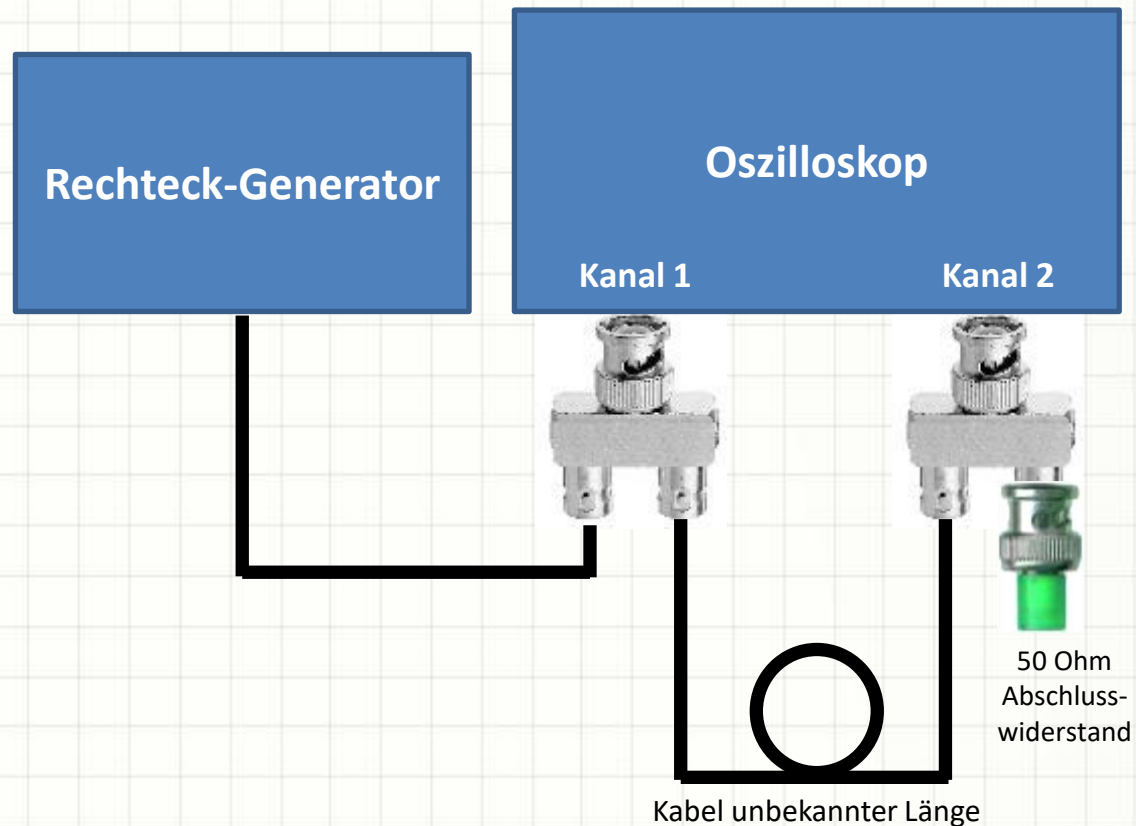 Rechteck-Generator
Oszilloskop
Kanal 1
Kanal 2
50 Ohm
Abschluss-
widerstand
Kabel unbekannter Länge